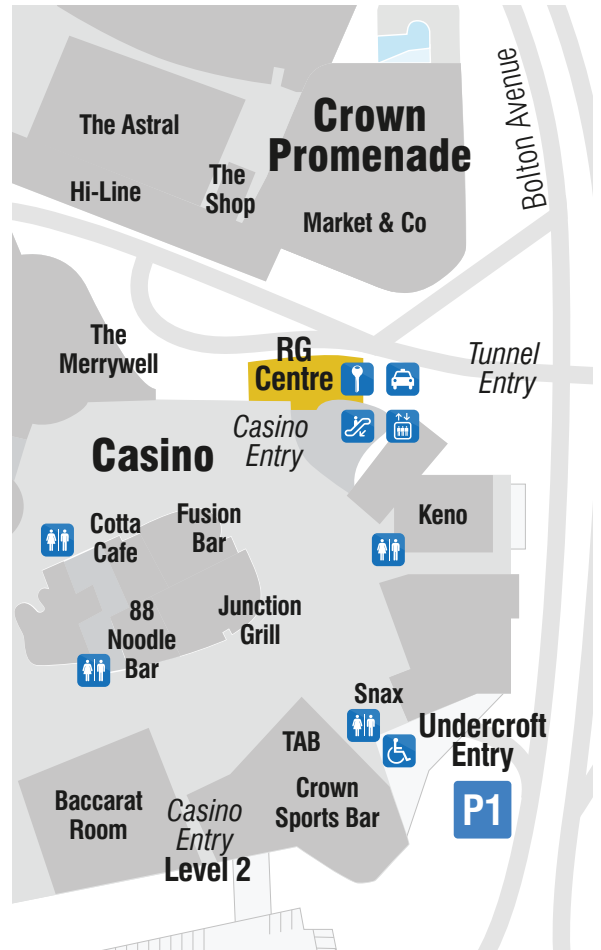 Crown
Promenade
Bolton Avenue
The Astral
The
Shop
Hi-Line
Market & Co
The
Merrywell
RG
Centre
Tunnel
Entry
Casino
Entry
Casino
Cotta
Cafe
Fusion
Bar
Keno
88
Noodle
Bar
Junction
Grill
Snax
TAB
Undercroft
Entry
P1
Crown
Sports Bar
Baccarat
Room
Casino
Entry
Level 2